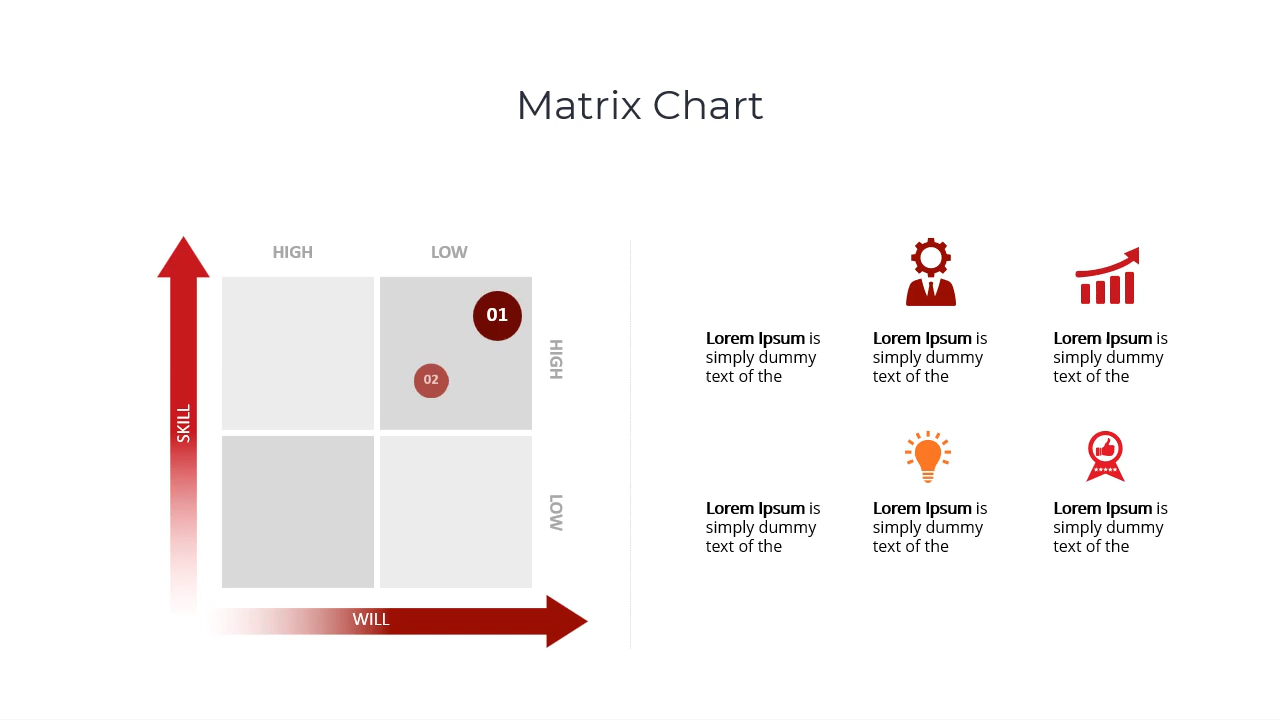 Matrix Chart
HIGH
LOW
01
02
HIGH
SKILL
LOW
WILL
Lorem Ipsum is
simply dummy
text of the
Lorem Ipsum is
simply dummy
text of the
Lorem Ipsum is
simply dummy
text of the
Lorem Ipsum is
simply dummy
text of the
Lorem Ipsum is
simply dummy
text of the
Lorem Ipsum is
simply dummy
text of the